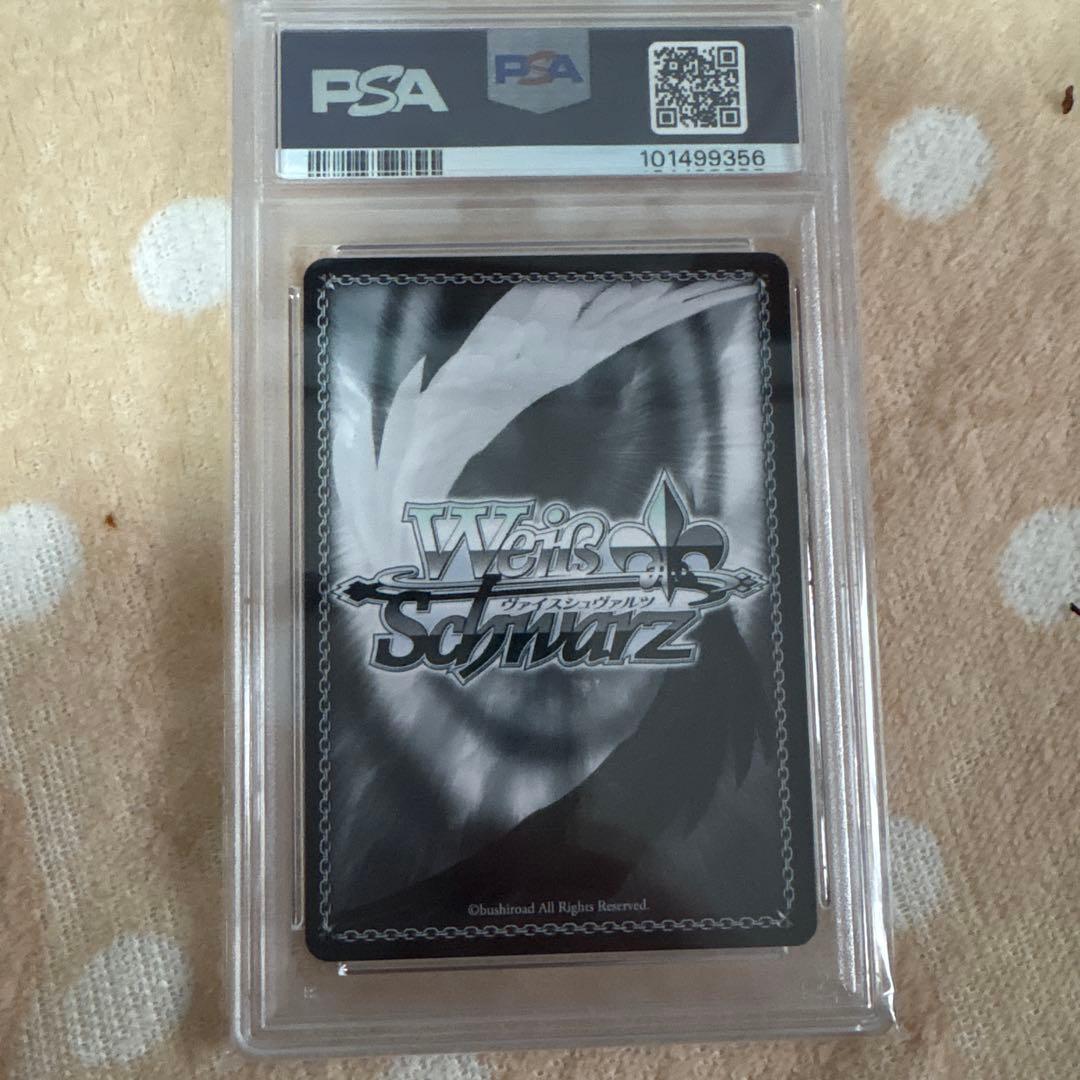 PSA
PSA
101499356
Weiß
ヴァイスシュヴァルツ
Schwarz
©bushiroad All Rights Reserved.